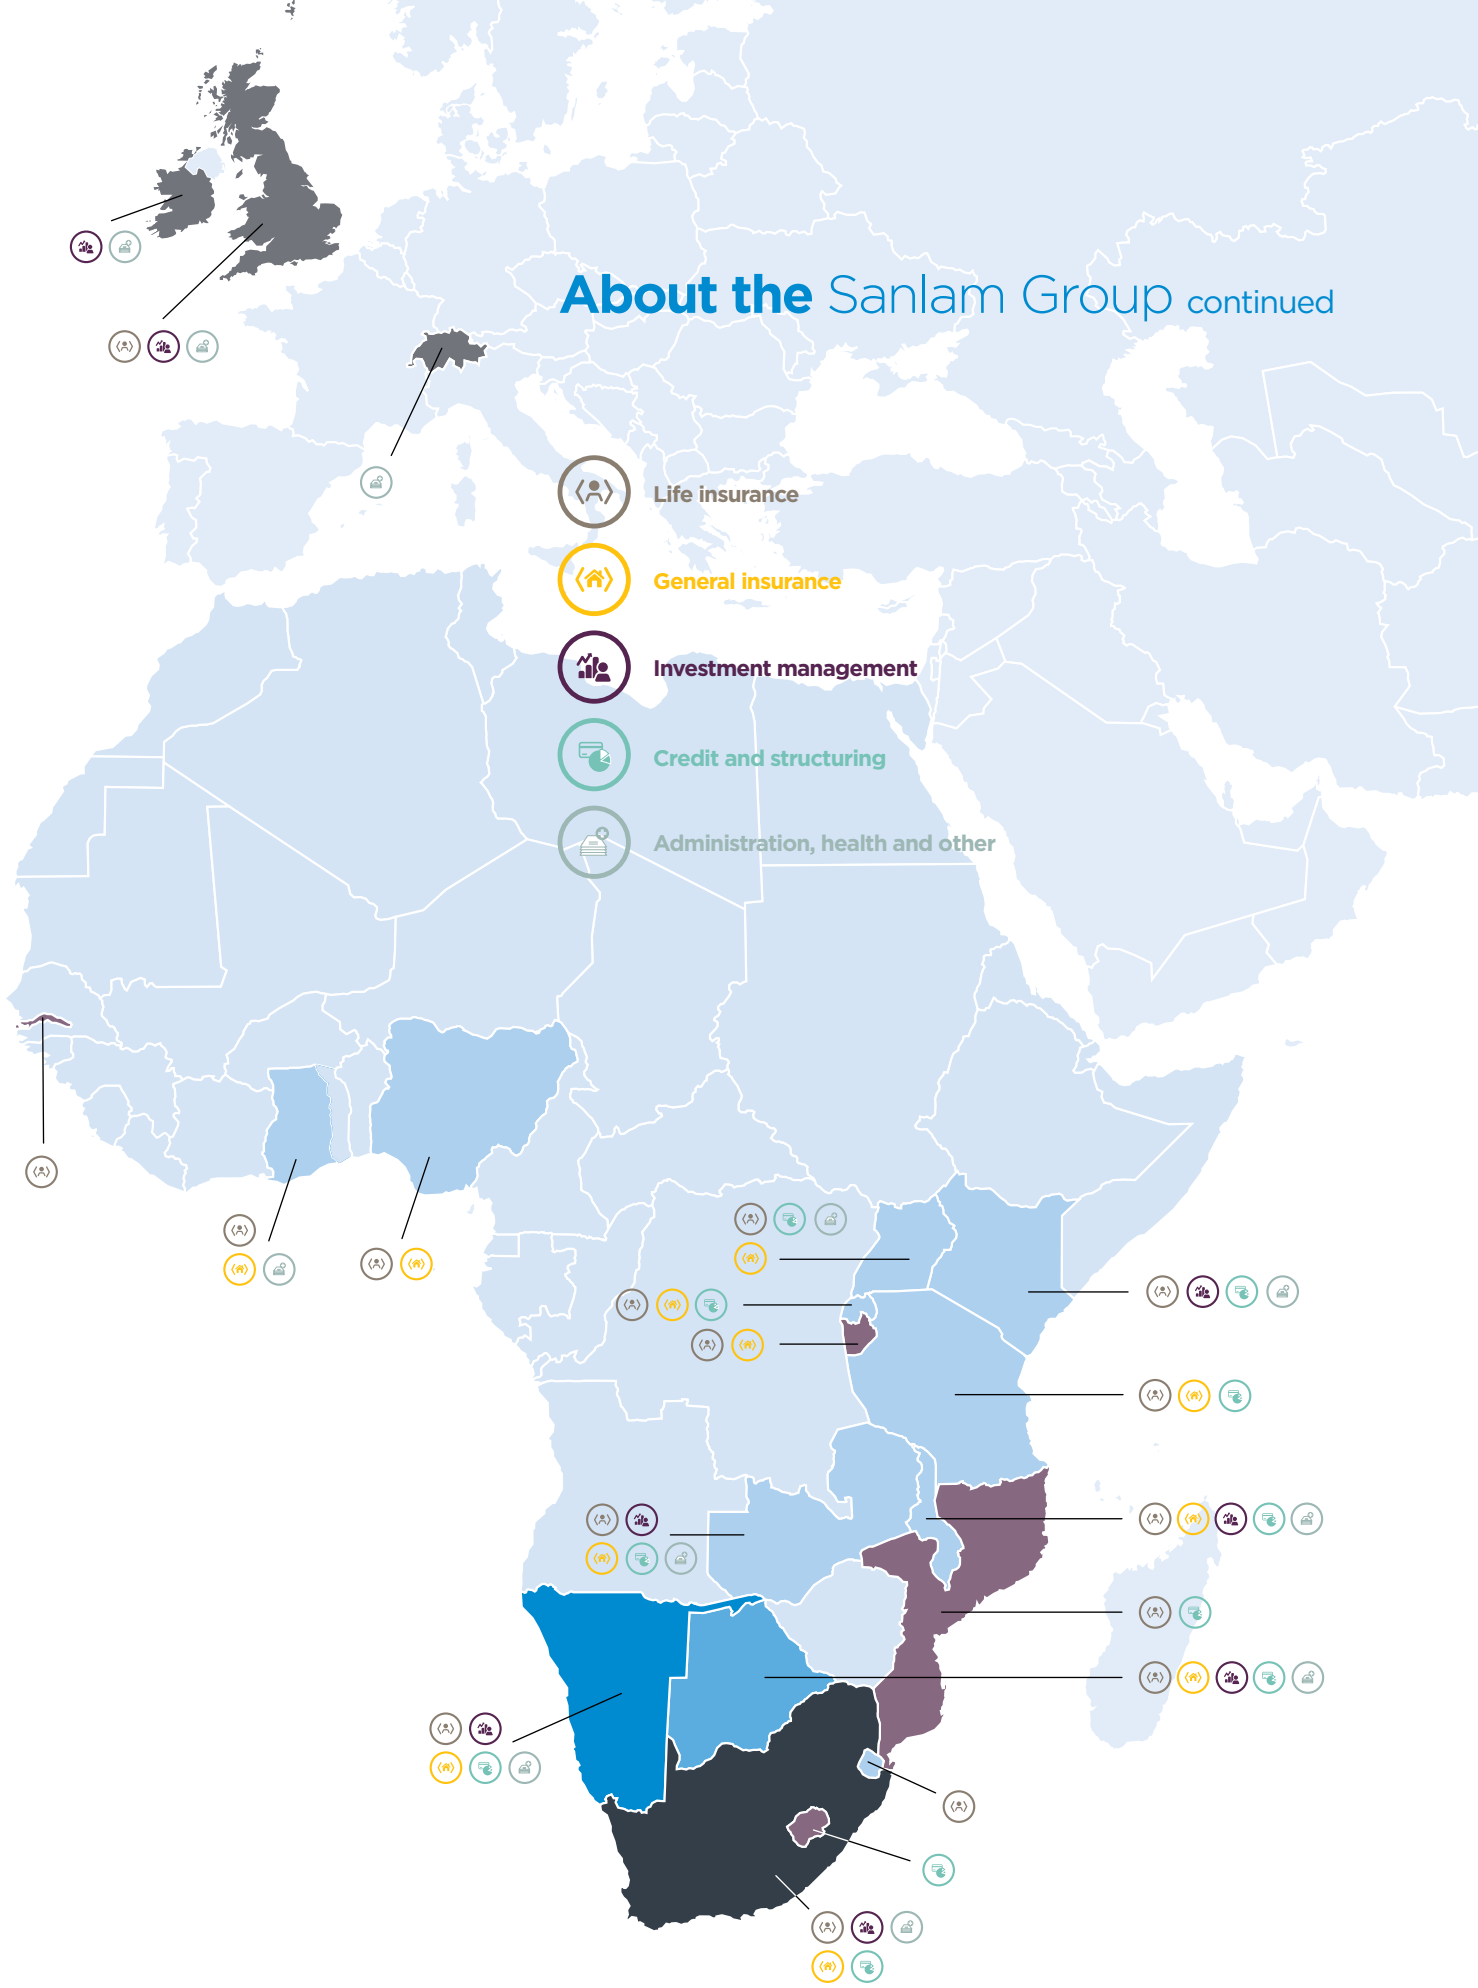 About the Sanlam Group continued
Life insurance
General insurance
Investment management
Credit and structuring
Administration, health and other